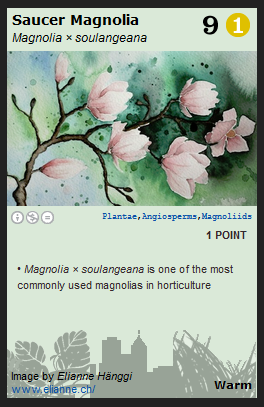 Saucer Magnolia 9 1
Magnolia × soulangeana
Plantae,Angiosperms,Magnoliids
1 POINT
• Magnolia × soulangeana is one of the most
commonly used magnolias in horticulture
Image by Elianne Hänggi
www.elianne.ch/
Warm